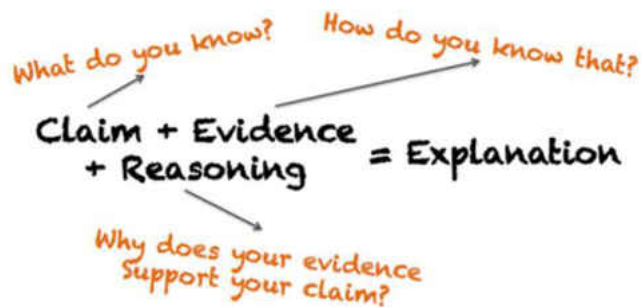 What do you know?
How do you know that?
Claim + Evidence
+ Reasoning
= Explanation
Why does your evidence
Support your claim?